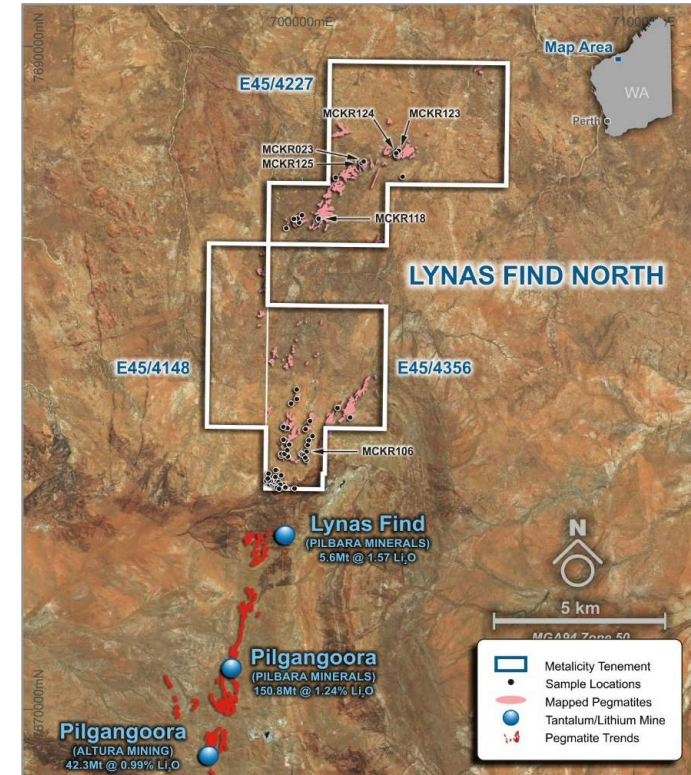 700000mE
7100000mE
7690000mN
Map Area
WA
Perth
E45/4227
MCKR124
MCKR123
MCKR023
MCKR125
MCKR118
LYNAS FIND NORTH
E45/4148
E45/4356
MCKR106
Lynas Find
(PILBARA MINERALS)
5.6Mt @ 1.57 Li₂O
N
5 km
MGA94 Zone 50
Pilgangoora
(PILBARA MINERALS)
150.8Mt @ 1.24% Li₂O
7670000mN
Pilgangoora
(ALTURA MINING)
42.3Mt @ 0.99% Li₂O
Metalicity Tenement
Sample Locations
Mapped Pegmatites
Tantalum/Lithium Mine
Pegmatite Trends